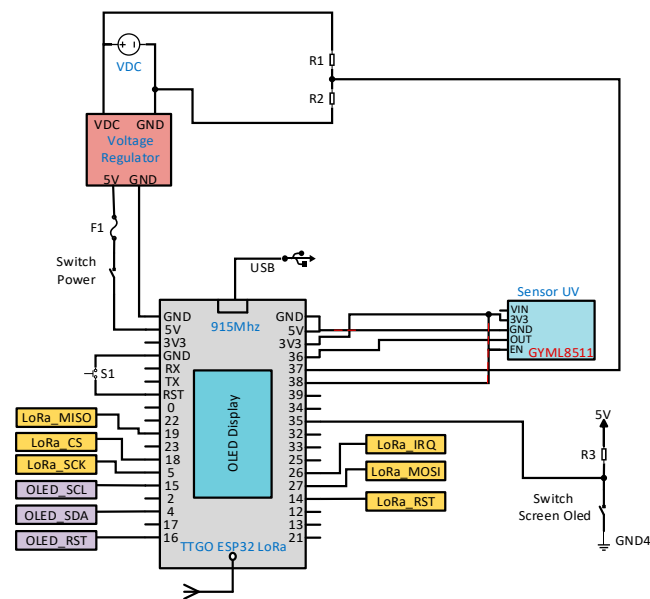 R1
VDC
R2
VDC GND
Voltage
Regulator
5V GND
F1
Switch
Power
USB
Sensor UV
VIN
3V3
GND
OUT
EN
GYML8511
915Mhz
GND
5V
3V3
GND
RX
TX
RST
0
22
19
23
18
5
15
2
4
17
16
GND
5V
3V3
36
37
38
39
34
35
32
33
25
26
27
14
12
13
21
OLED Display
TTGO ESP32 LoRa
S1
LoRa_MISO
LoRa_CS
LoRa_SCK
OLED_SCL
OLED_SDA
OLED_RST
LoRa_IRQ
LoRa_MOSI
LoRa_RST
5V
R3
Switch
Screen Oled
GND4